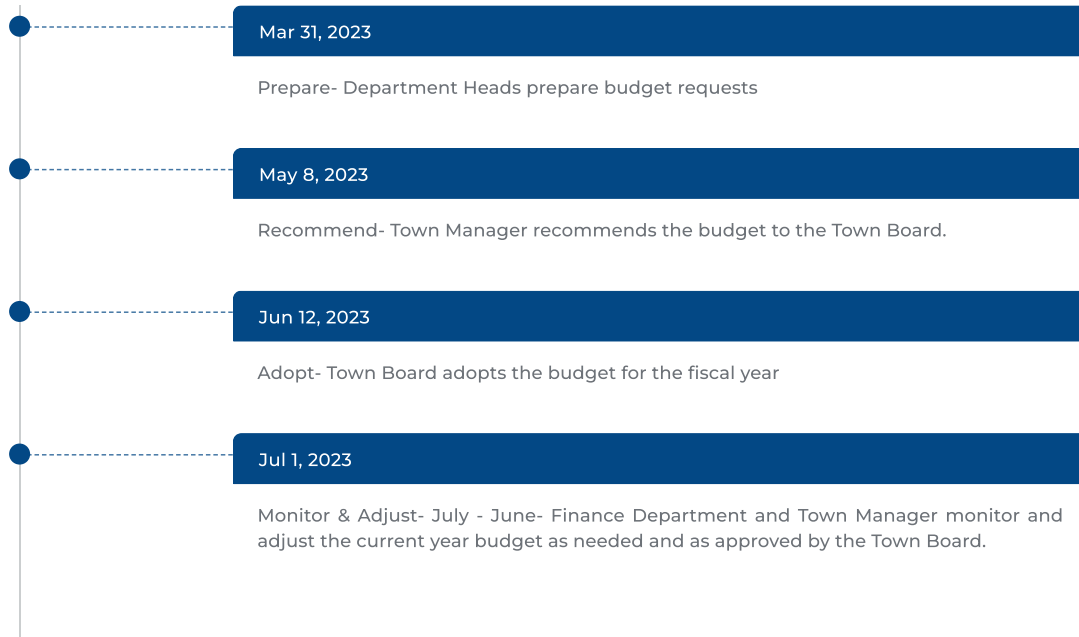 Mar 31, 2023
Prepare- Department Heads prepare budget requests
May 8, 2023
Recommend- Town Manager recommends the budget to the Town Board.
Jun 12, 2023
Adopt- Town Board adopts the budget for the fiscal year
Jul 1, 2023
Monitor & Adjust- July - June- Finance Department and Town Manager monitor and
adjust the current year budget as needed and as approved by the Town Board.